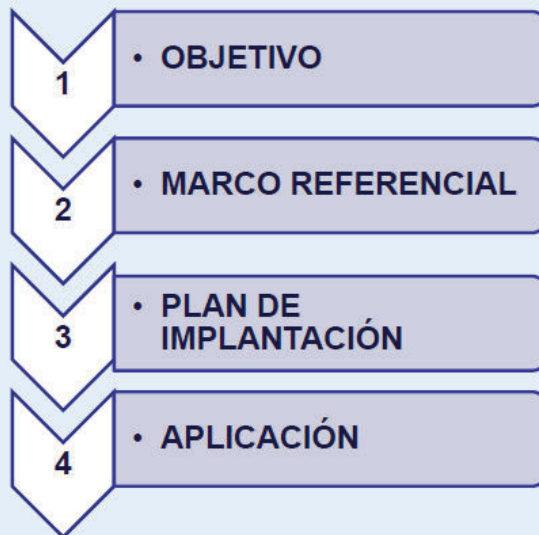 1
• OBJETIVO
2
• MARCO REFERENCIAL
3
• PLAN DE
IMPLANTACIÓN
4
• APLICACIÓN